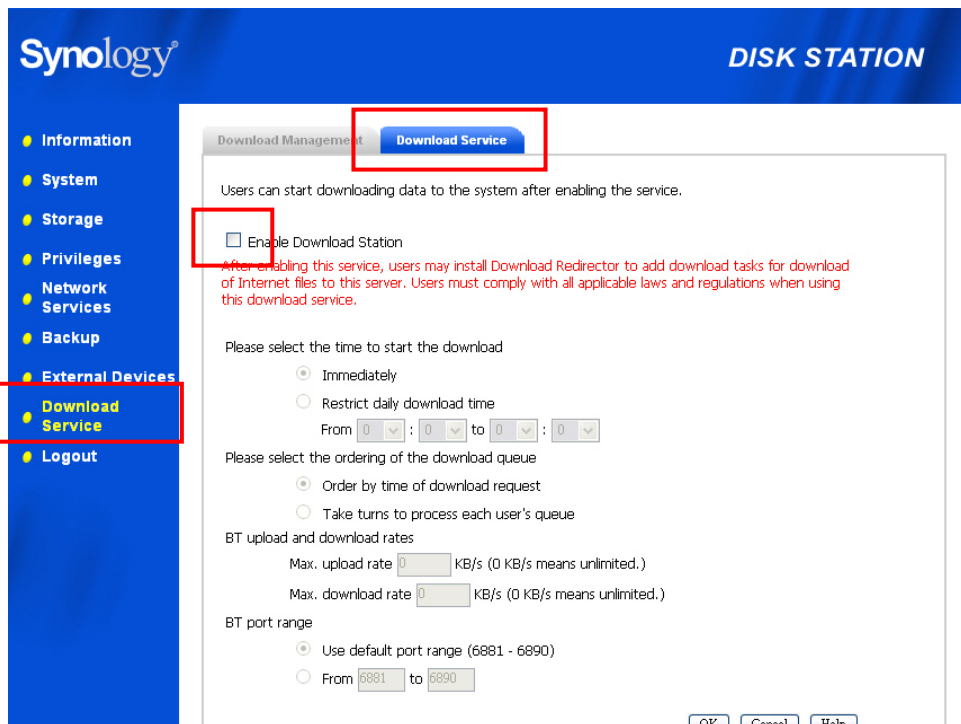 Synology®
DISK STATION
Information
System
Storage
Privileges
Network
Services
Backup
External Devices
Download
Service
Logout
Download Management
Download Service
Users can start downloading data to the system after enabling the service.
Enable Download Station
After enabling this service, users may install Download Redirector to add download tasks for download
of Internet files to this server. Users must comply with all applicable laws and regulations when using
this download service.
Please select the time to start the download
Immediately
Restrict daily download time
From 0 : 0 to 0 : 0
Please select the ordering of the download queue
Order by time of download request
Take turns to process each user's queue
BT upload and download rates
Max. upload rate 0 KB/s (0 KB/s means unlimited.)
Max. download rate 0 KB/s (0 KB/s means unlimited.)
BT port range
Use default port range (6881 - 6890)
From 6881 to 6890
OK Cancel Help